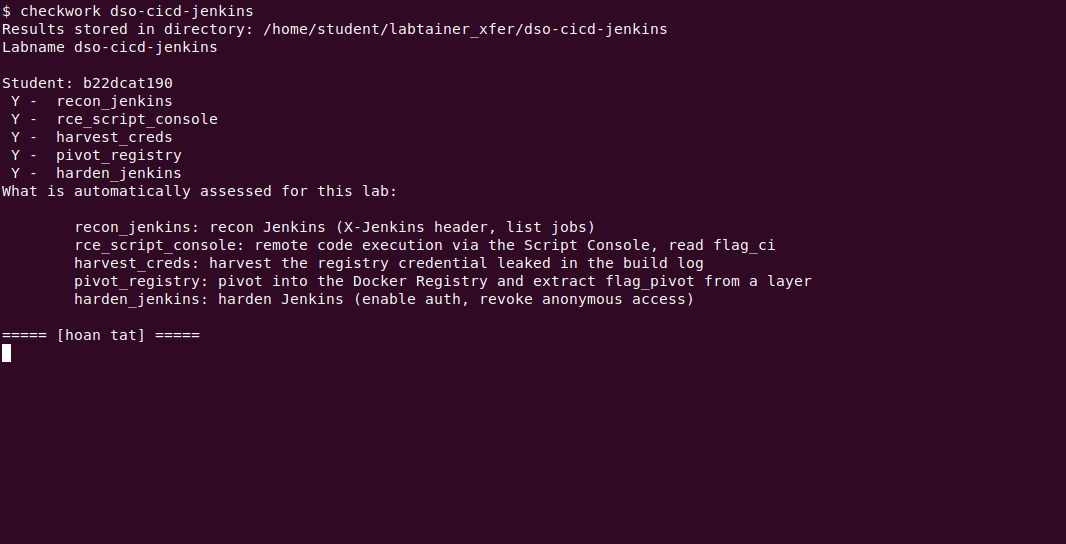 $ checkwork dso-cicd-jenkins
Results stored in directory: /home/student/labtainer_xfer/dso-cicd-jenkins
Labname dso-cicd-jenkins
Student: b22dcat190
Y -  recon_jenkins
Y -  rce_script_console
Y -  harvest_creds
Y -  pivot_registry
Y -  harden_jenkins
What is automatically assessed for this lab:
recon_jenkins: recon Jenkins (X-Jenkins header, list jobs)
rce_script_console: remote code execution via the Script Console, read flag_ci
harvest_creds: harvest the registry credential leaked in the build log
pivot_registry: pivot into the Docker Registry and extract flag_pivot from a layer
harden_jenkins: harden Jenkins (enable auth, revoke anonymous access)
===== [hoan tat] =====